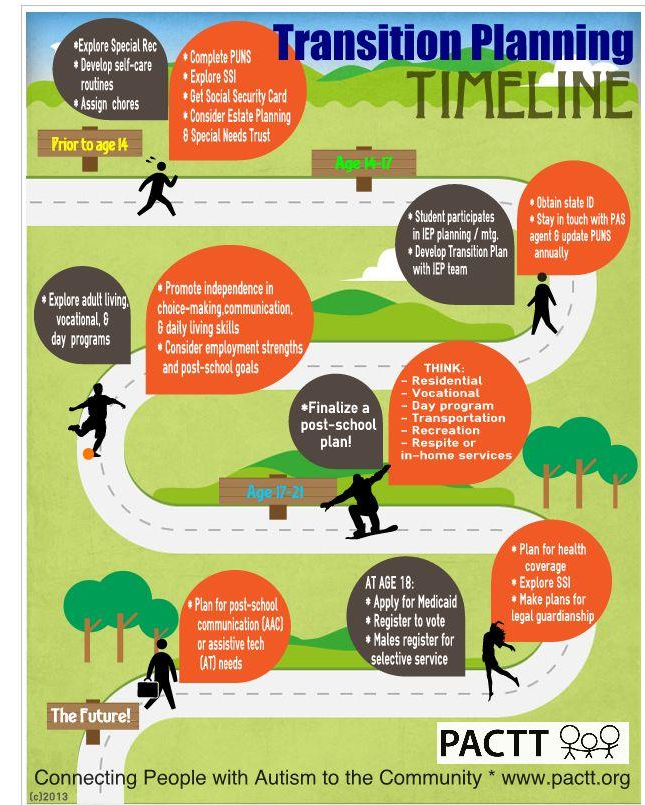 Transition Planning
TIMELINE
*Explore Special Rec
* Develop self-care
routines
* Assign chores
* Complete PUNS
* Explore SSI
* Get Social Security Card
* Consider Estate Planning
& Special Needs Trust
Prior to age 14
Age 14-17
* Student participates
in IEP planning / mtg.
* Develop Transition Plan
with IEP team
* Obtain state ID
* Stay in touch with PAS
agent & update PUNS
annually
* Explore adult living,
vocational, &
day programs
* Promote independence in
choice-making,communication,
& daily living skills
* Consider employment strengths
and post-school goals
*Finalize a
post-school
plan!
THINK:
- Residential
- Vocational
- Day program
- Transportation
- Recreation
- Respite or
in-home services
Age 17-21
* Plan for health
coverage
* Explore SSI
* Make plans for
legal guardianship
AT AGE 18:
* Apply for Medicaid
* Register to vote
* Males register for
selective service
* Plan for post-school
communication (AAC)
or assistive tech
(AT) needs
The Future!
PACTT
Connecting People with Autism to the Community * www.pactt.org
(c)2013